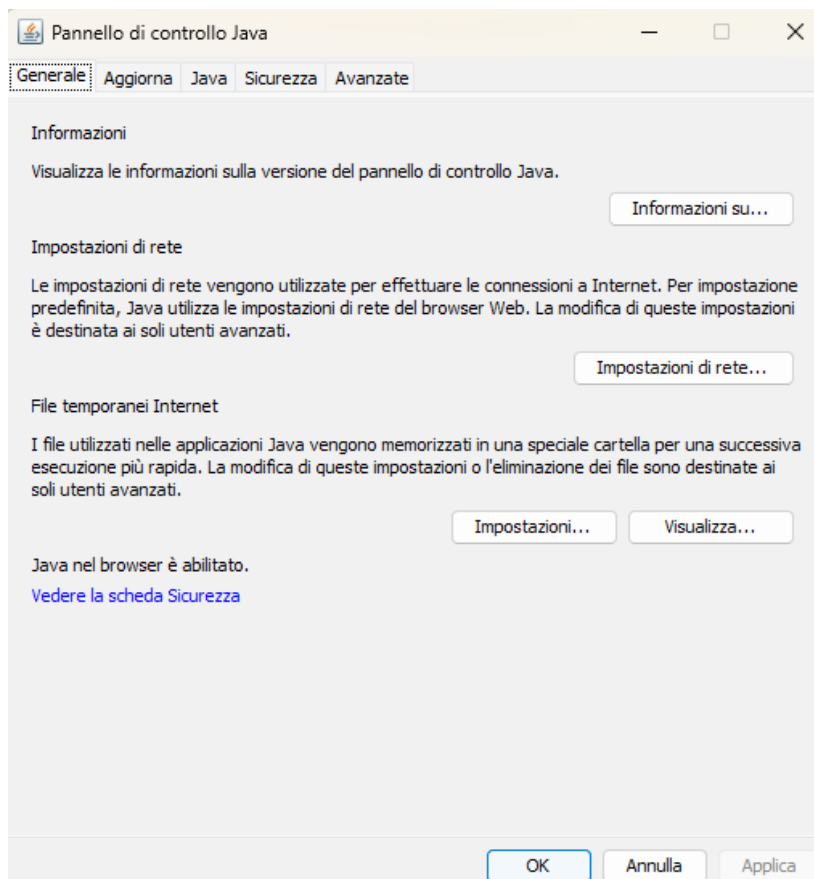 Pannello di controllo Java
Generale Aggiorna Java Sicurezza Avanzate
Informazioni
Visualizza le informazioni sulla versione del pannello di controllo Java.
Informazioni su...
Impostazioni di rete
Le impostazioni di rete vengono utilizzate per effettuare le connessioni a Internet. Per impostazione
predefinita, Java utilizza le impostazioni di rete del browser Web. La modifica di queste impostazioni
è destinata ai soli utenti avanzati.
Impostazioni di rete...
File temporanei Internet
I file utilizzati nelle applicazioni Java vengono memorizzati in una speciale cartella per una successiva
esecuzione più rapida. La modifica di queste impostazioni o l'eliminazione dei file sono destinate ai
soli utenti avanzati.
Impostazioni... Visualizza...
Java nel browser è abilitato.
Vedere la scheda Sicurezza
OK Annulla Applica